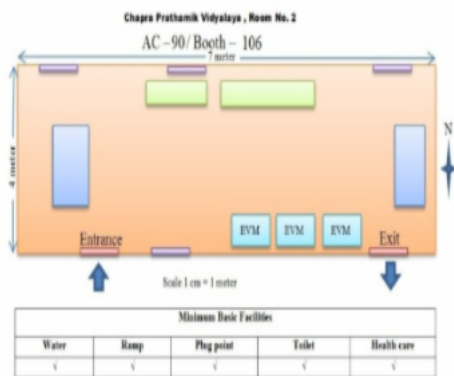 Chapra Prathamik Vidyalaya , Room No. 2
AC – 90/ Booth – 106
7 meter
4 meter
N
EVM EVM EVM
Entrance Exit
Scale 1 cm = 1 meter
Minimum Basic Facilities
Water Ramp Plug point Toilet Health care
√ √ √ √ √